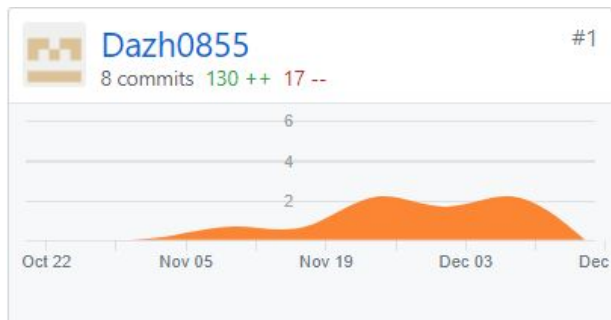 Dazh0855 #1
8 commits 130 ++ 17 --
6
4
2
Oct 22 Nov 05 Nov 19 Dec 03 Dec